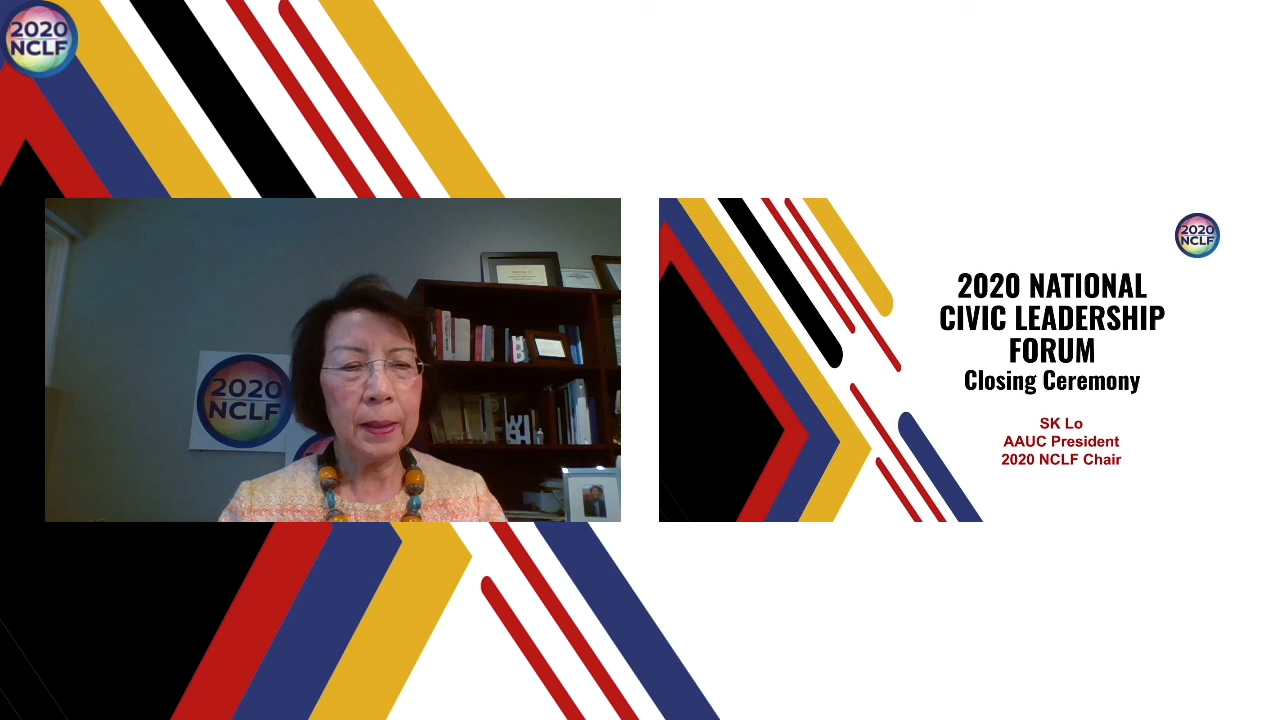 2020
NCLF
2020
NCLF
2020
NCLF
2020 NATIONAL
CIVIC LEADERSHIP
FORUM
Closing Ceremony
SK Lo
AAUC President
2020 NCLF Chair